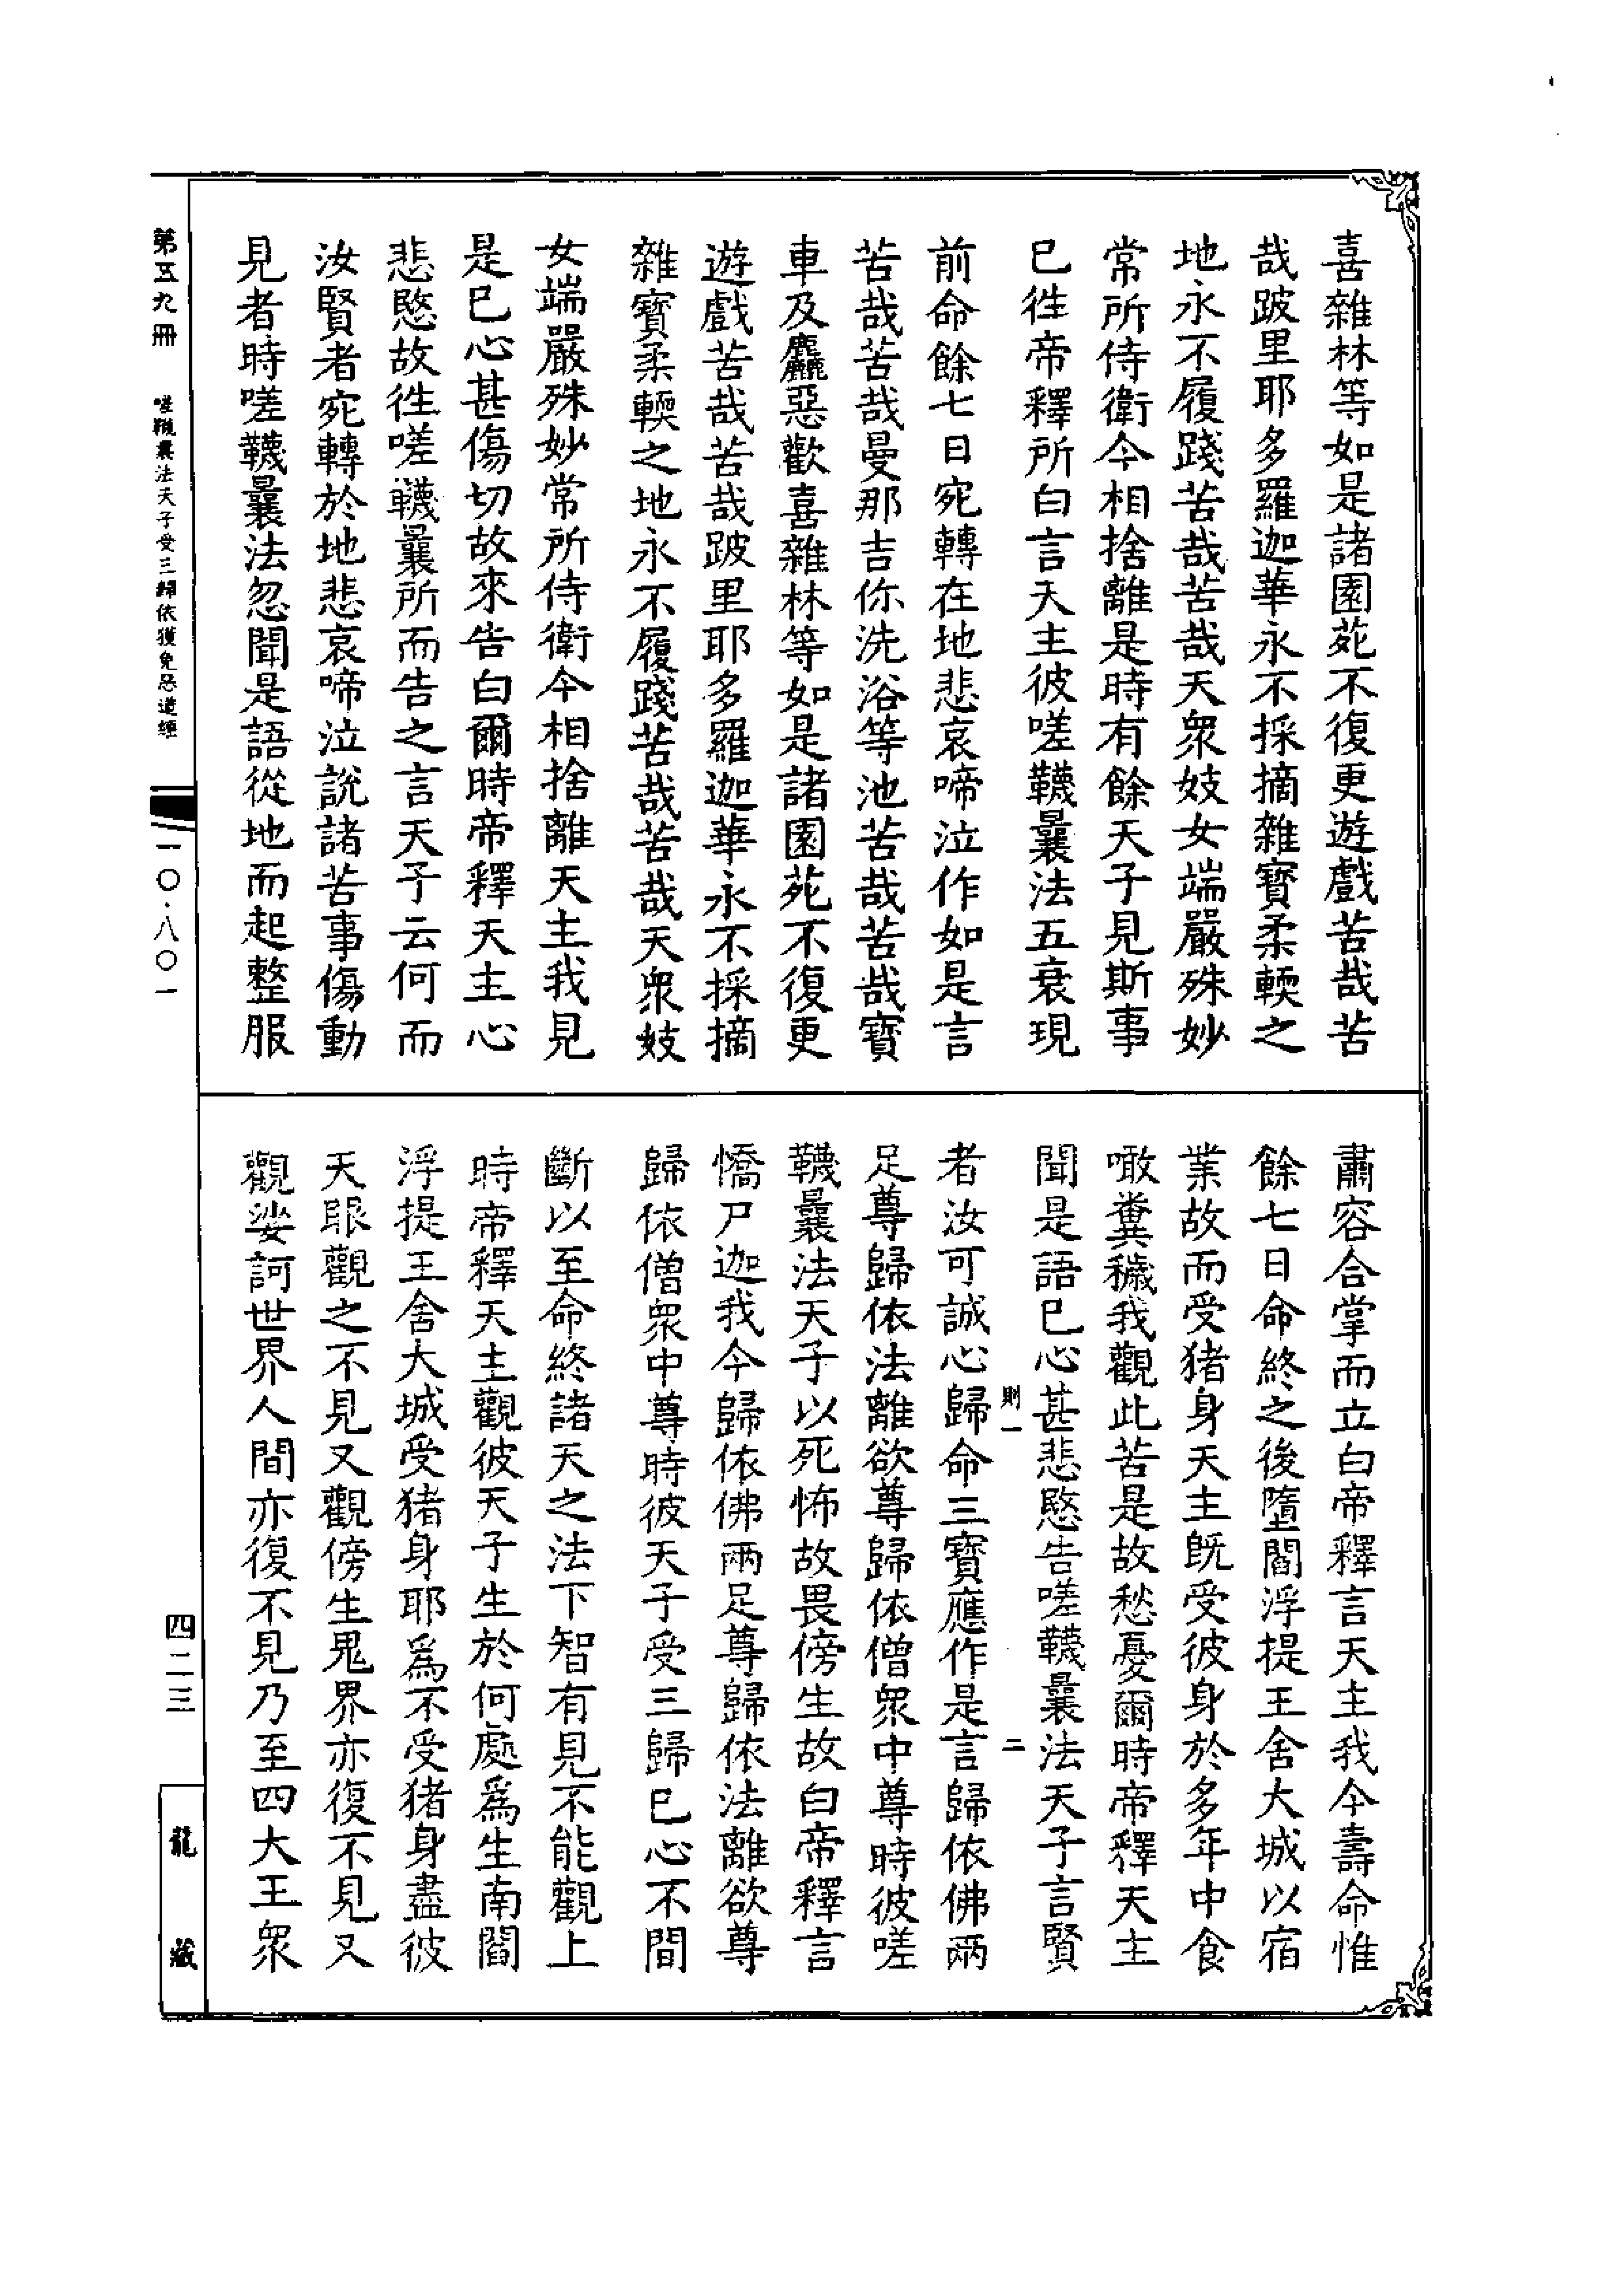 喜雜林等如是諸園苑不復更遊戲苦哉苦
哉跛里耶多羅迦華永不採摘雜寶柔輭之
地永不履踐苦哉苦哉天衆妓女端嚴殊妙
常所侍衛今相捨離是時有餘天子見斯事
已徃帝釋所白言天主彼嗟韈曩法五衰現
前命餘七日宛轉在地悲哀啼泣作如是言
苦哉苦哉曼那吉你洗浴等池苦哉苦哉寶
車及麤惡歡喜雜林等如是諸園苑不復更
遊戲苦哉苦哉跛里耶多羅迦華永不採摘
雜寶柔輭之地永不履踐苦哉苦哉天衆妓
女端嚴殊妙常所侍衛今相捨離天主我見
是已心甚傷切故來告白爾時帝釋天主心
悲愍故徃嗟韈曩所而告之言天子云何而
汝賢者宛轉於地悲哀啼泣說諸苦事傷動
見者時嗟韈曩法忽聞是語從地而起整服
肅容合掌而立白帝釋言天主我今壽命惟
餘七日命終之後墮閻浮提王舍大城以宿
業故而受猪身天主既受彼身於多年中食
噉糞穢我觀此苦是故愁憂爾時帝釋天主
聞是語已心甚悲愍告嗟韈曩法天子言賢
則一 二
者汝可誠心歸命三寶應作是言歸依佛兩
足尊歸依法離欲尊歸依僧衆中尊時彼嗟
韈曩法天子以死怖故畏傍生故白帝釋言
憍尸迦我今歸依佛兩足尊歸依法離欲尊
歸依僧衆中尊時彼天子受三歸已心不間
斷以至命終諸天之法下智有見不能觀上
時帝釋天主觀彼天子生於何處爲生南閻
浮提王舍大城受猪身耶爲不受猪身盡彼
天眼觀之不見又觀傍生鬼界亦復不見又
觀娑訶世界人間亦復不見乃至四大王衆
第五九冊 嗟韈曩法天子受三歸依獲免惡道經
一〇·八〇一
四二三
龍藏